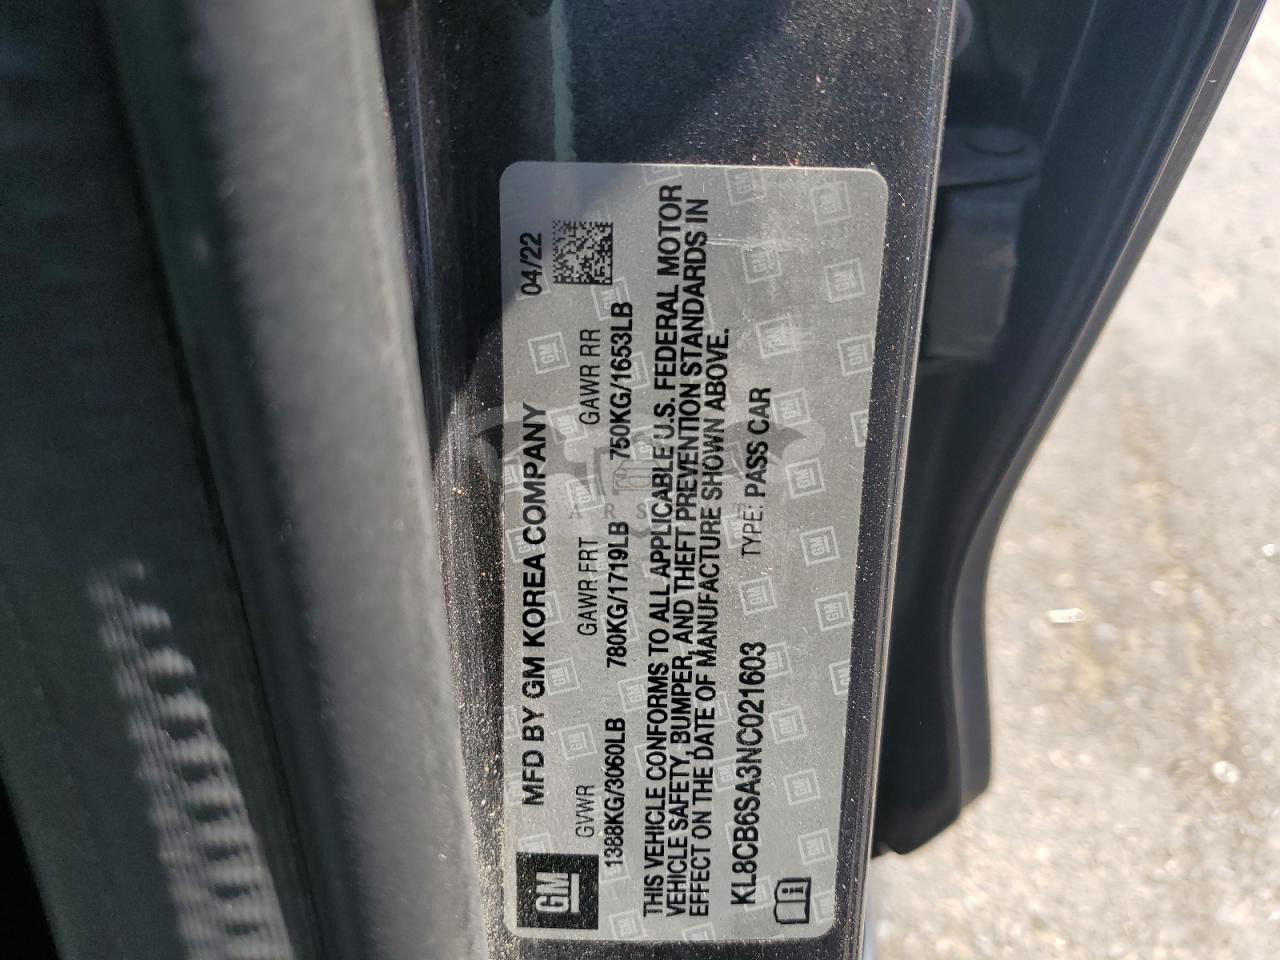 GM
MFD BY GM KOREA COMPANY 04/22
GVWR GAWR FRT GAWR RR
1388KG/3060LB 780KG/1719LB 750KG/1653LB
THIS VEHICLE CONFORMS TO ALL APPLICABLE U.S. FEDERAL MOTOR
VEHICLE SAFETY, BUMPER, AND THEFT PREVENTION STANDARDS IN
EFFECT ON THE DATE OF MANUFACTURE SHOWN ABOVE.
KL8CB6SA3NC021603 TYPE: PASS CAR